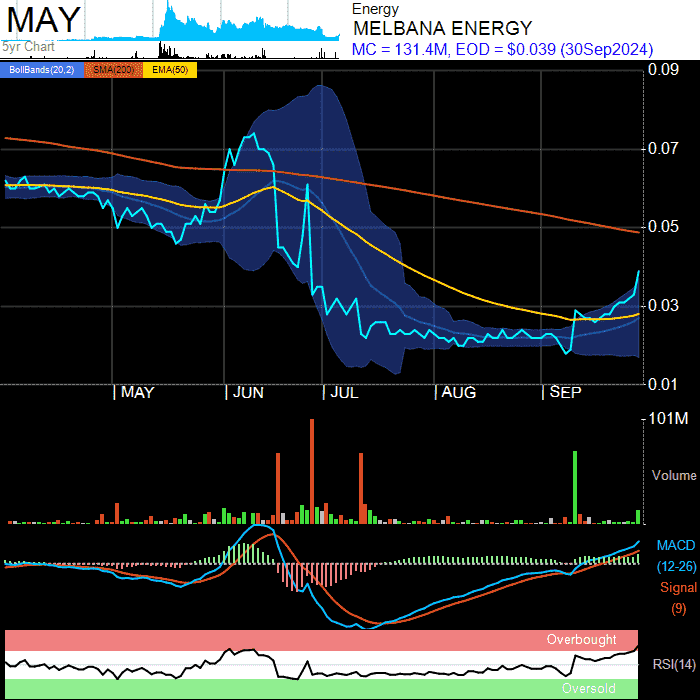 MAY
5yr Chart
Energy
MELBANA ENERGY
MC = 131.4M, EOD = $0.039 (30Sep2024)
BollBands(20,2) SMA(200) EMA(50)
0.09
0.07
0.05
0.03
0.01
MAY JUN JUL AUG SEP
101M
Volume
MACD
(12-26)
Signal
(9)
Overbought
RSI(14)
Oversold